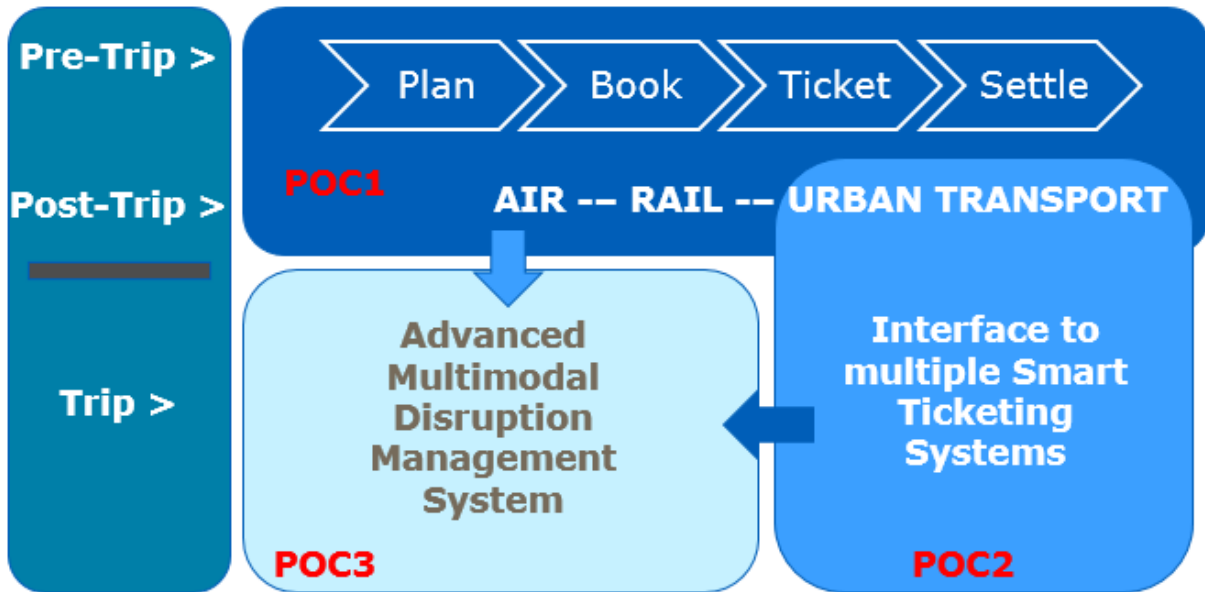 Pre-Trip >
Post-Trip >
Trip >
Plan
Book
Ticket
Settle
POC1
AIR -- RAIL -- URBAN TRANSPORT
Advanced
Multimodal
Disruption
Management
System
POC3
Interface to
multiple Smart
Ticketing
Systems
POC2